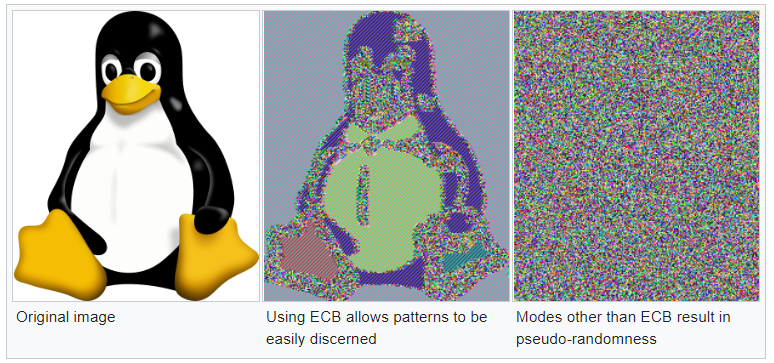 Original image
Using ECB allows patterns to be
easily discerned
Modes other than ECB result in
pseudo-randomness